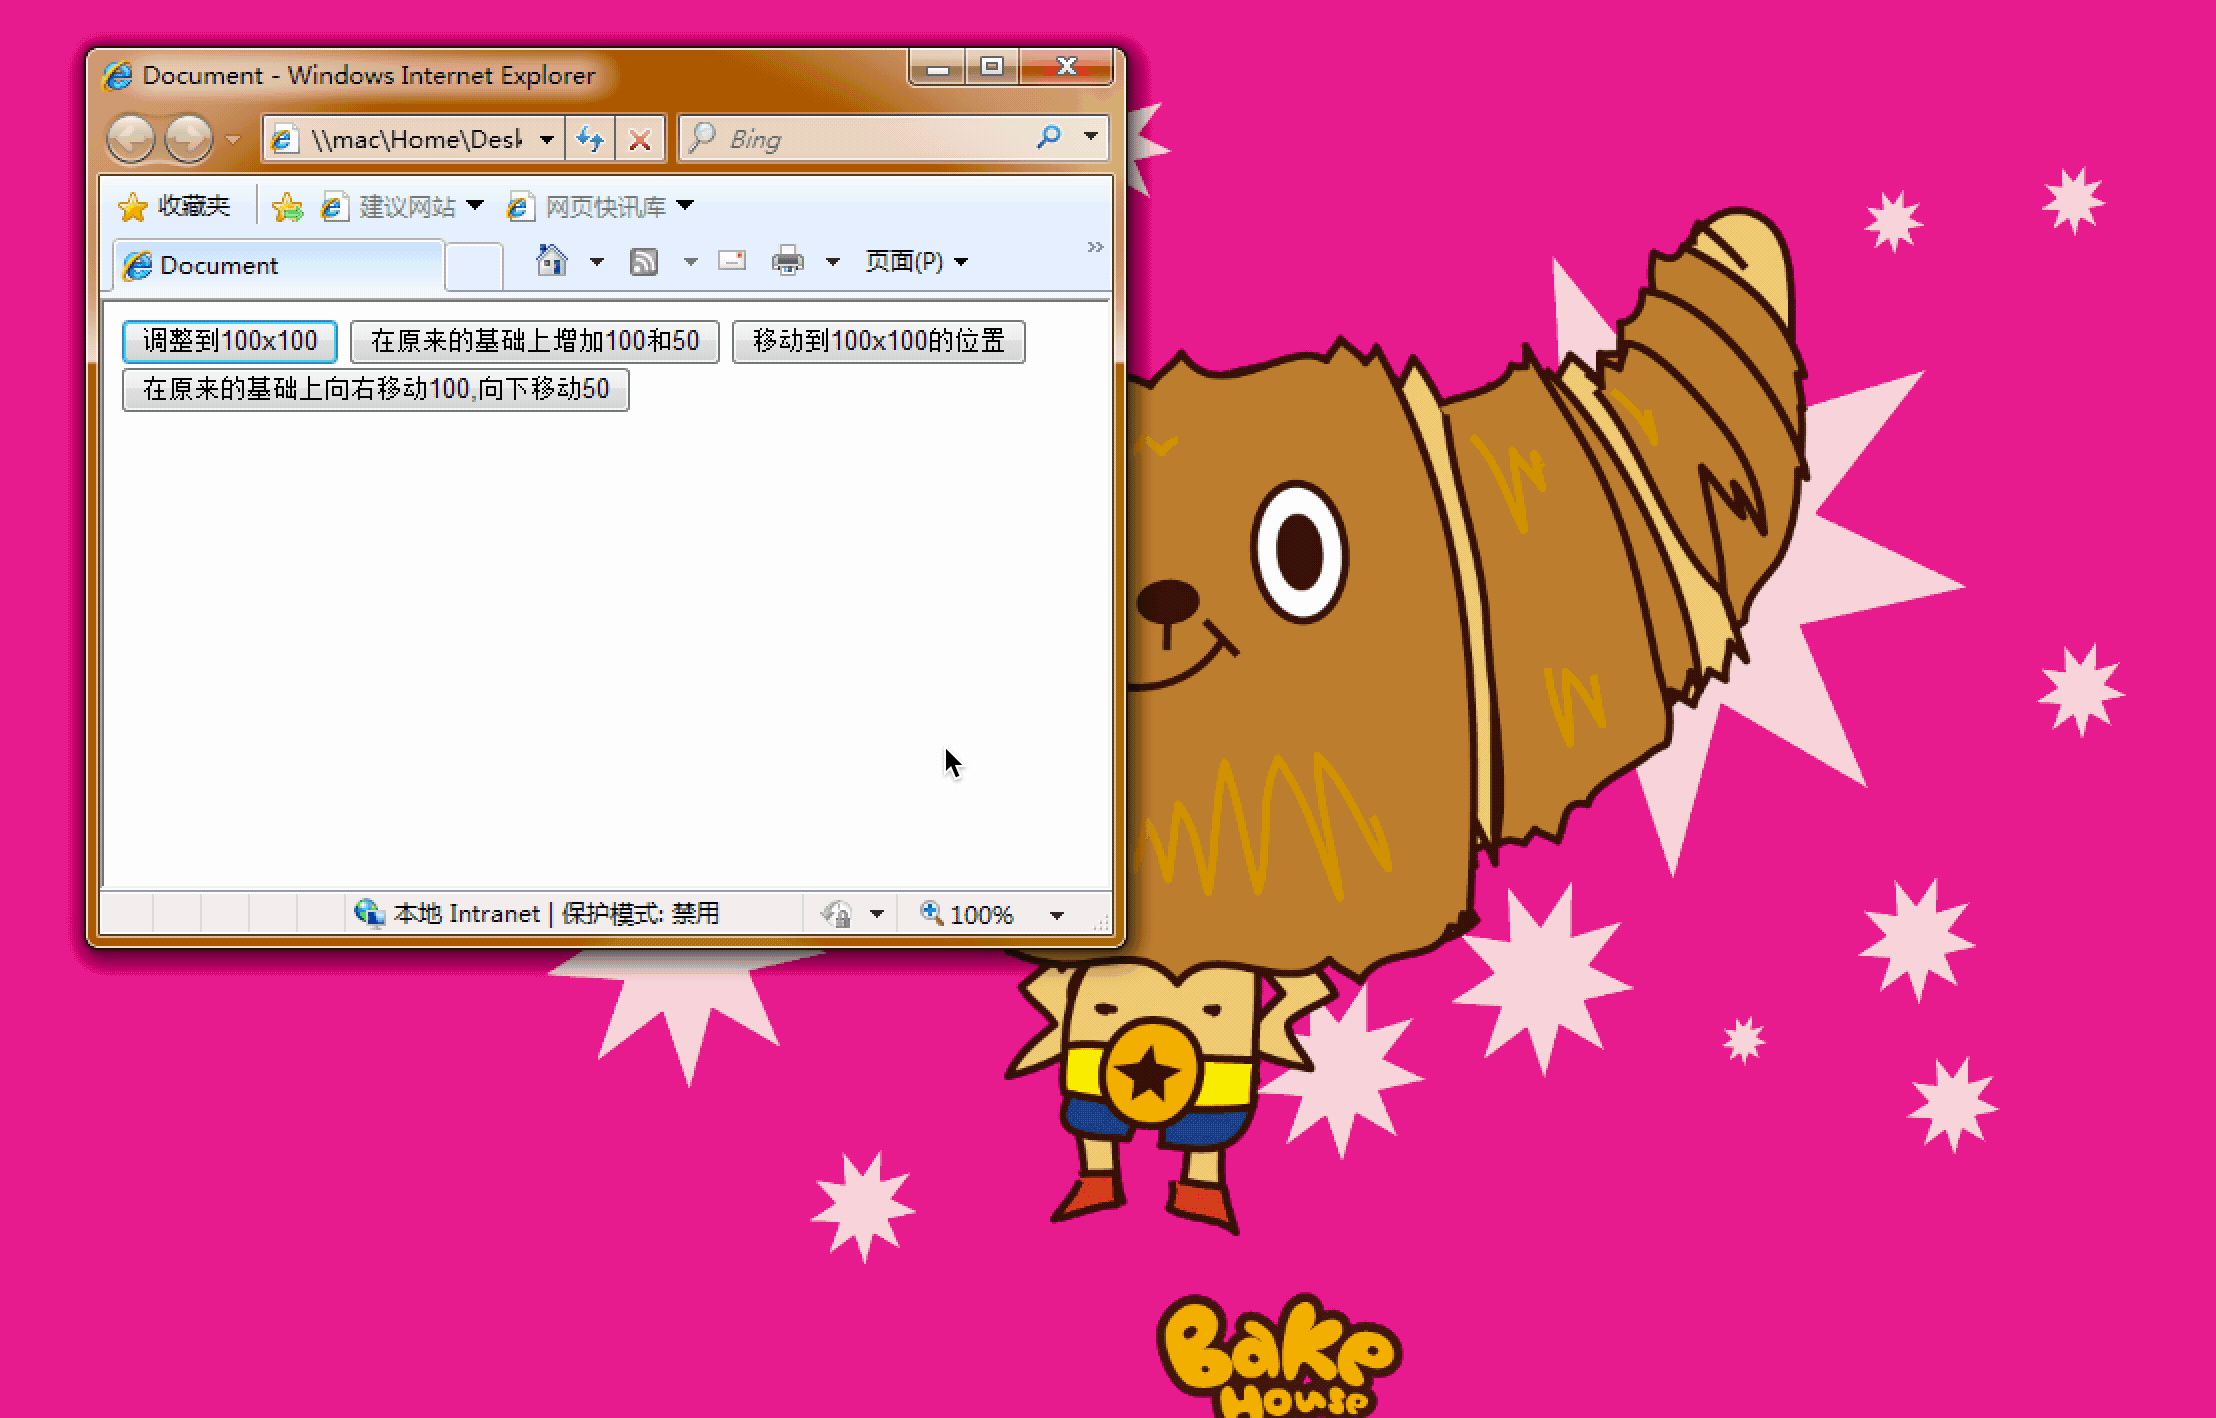 Document - Windows Internet Explorer
\\mac\Home\Desk
Bing
收藏夹 建议网站 网页快讯库
Document 页面(P) »
调整到100x100 在原来的基础上增加100和50 移动到100x100的位置
在原来的基础上向右移动100,向下移动50
本地 Intranet | 保护模式: 禁用 100%
Bake
House